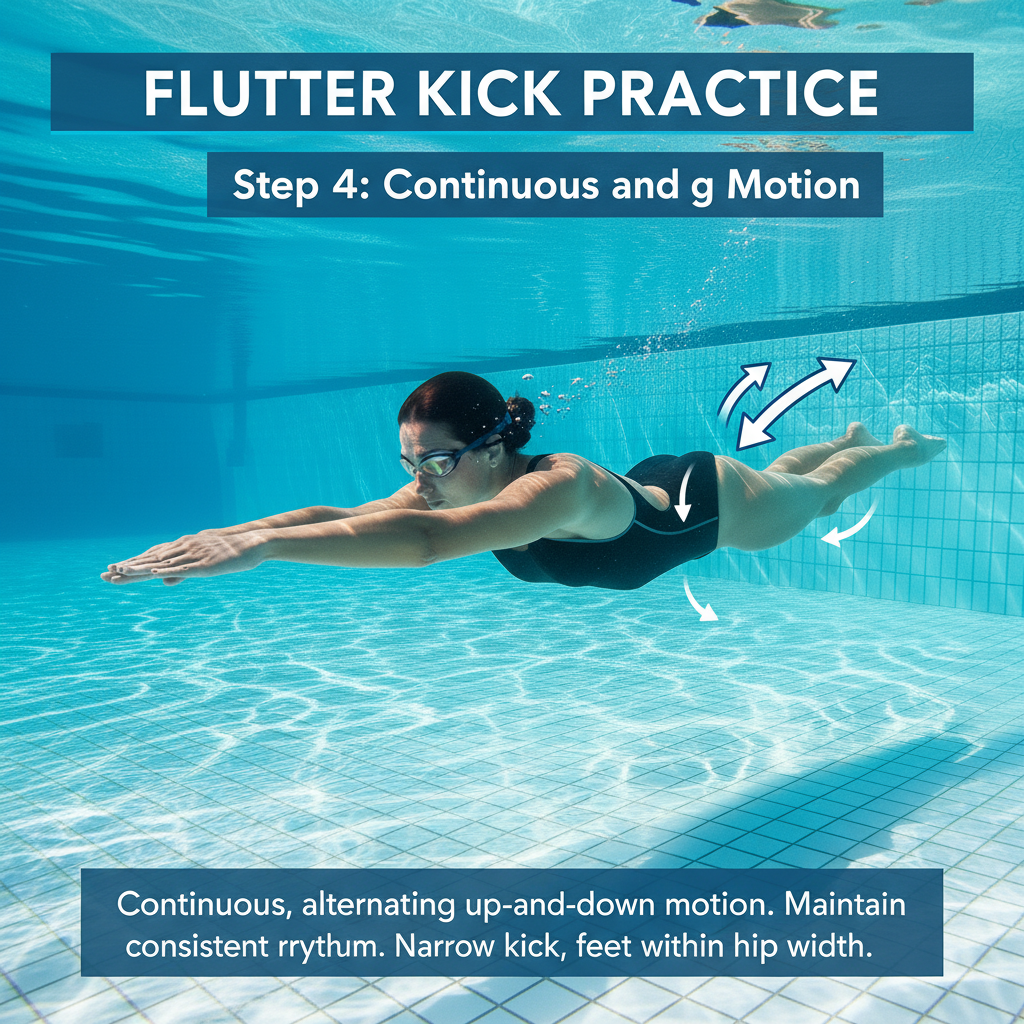 FLUTTER KICK PRACTICE
Step 4: Continuous and g Motion
Continuous, alternating up-and-down motion. Maintain
consistent rrythum. Narrow kick, feet within hip width.